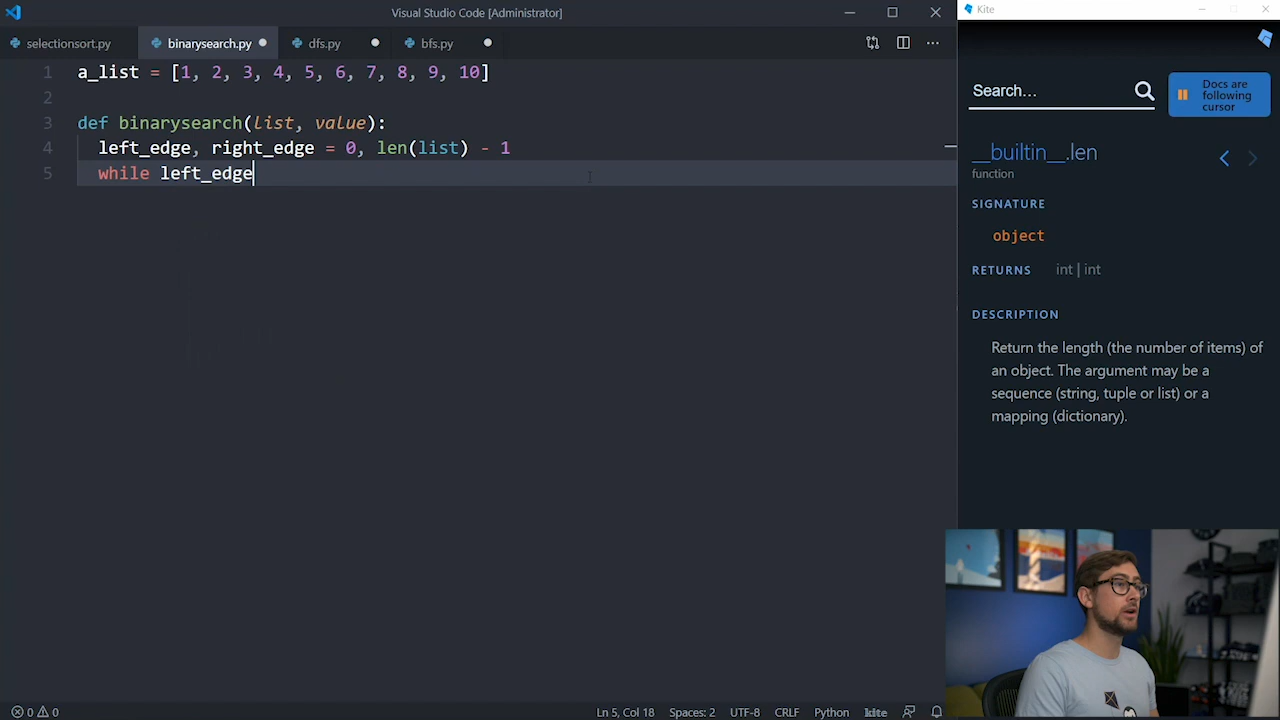 Visual Studio Code [Administrator]
selectionsort.py
binarysearch.py
dfs.py
bfs.py
1 a_list = [1, 2, 3, 4, 5, 6, 7, 8, 9, 10]
2
3 def binarysearch(list, value):
4 left_edge, right_edge = 0, len(list) - 1
5 while left_edge
0 0
Ln 5, Col 18
Spaces: 2
UTF-8
CRLF
Python
kite
Kite
Search...
Docs are
following
cursor
__builtin__.len
function
SIGNATURE
object
RETURNS int | int
DESCRIPTION
Return the length (the number of items) of
an object. The argument may be a
sequence (string, tuple or list) or a
mapping (dictionary).